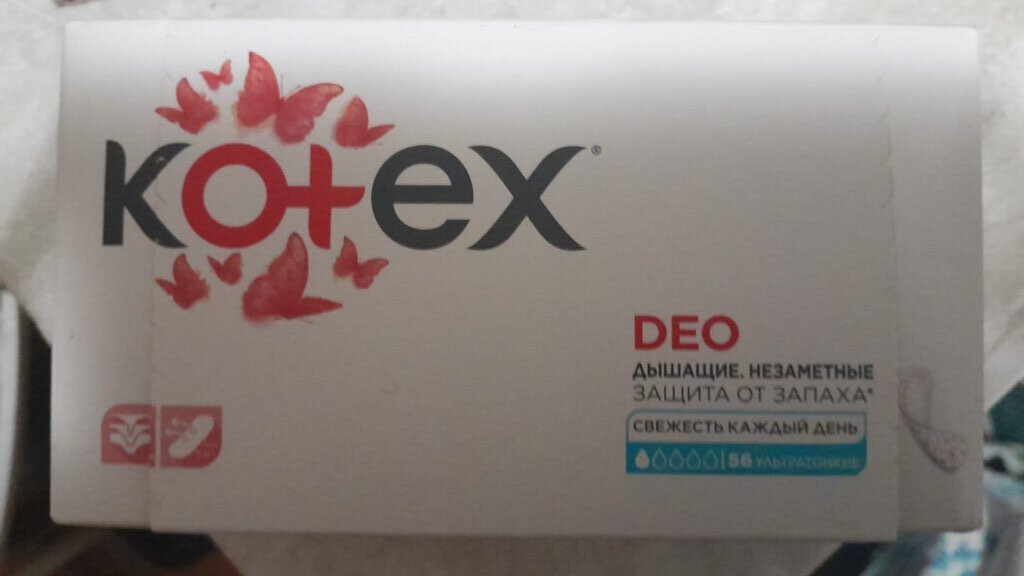 kotex®
DEO
ДЫШАЩИЕ. НЕЗАМЕТНЫЕ
ЗАЩИТА ОТ ЗАПАХА*
СВЕЖЕСТЬ КАЖДЫЙ ДЕНЬ
56 УЛЬТРАТОНКИЕ